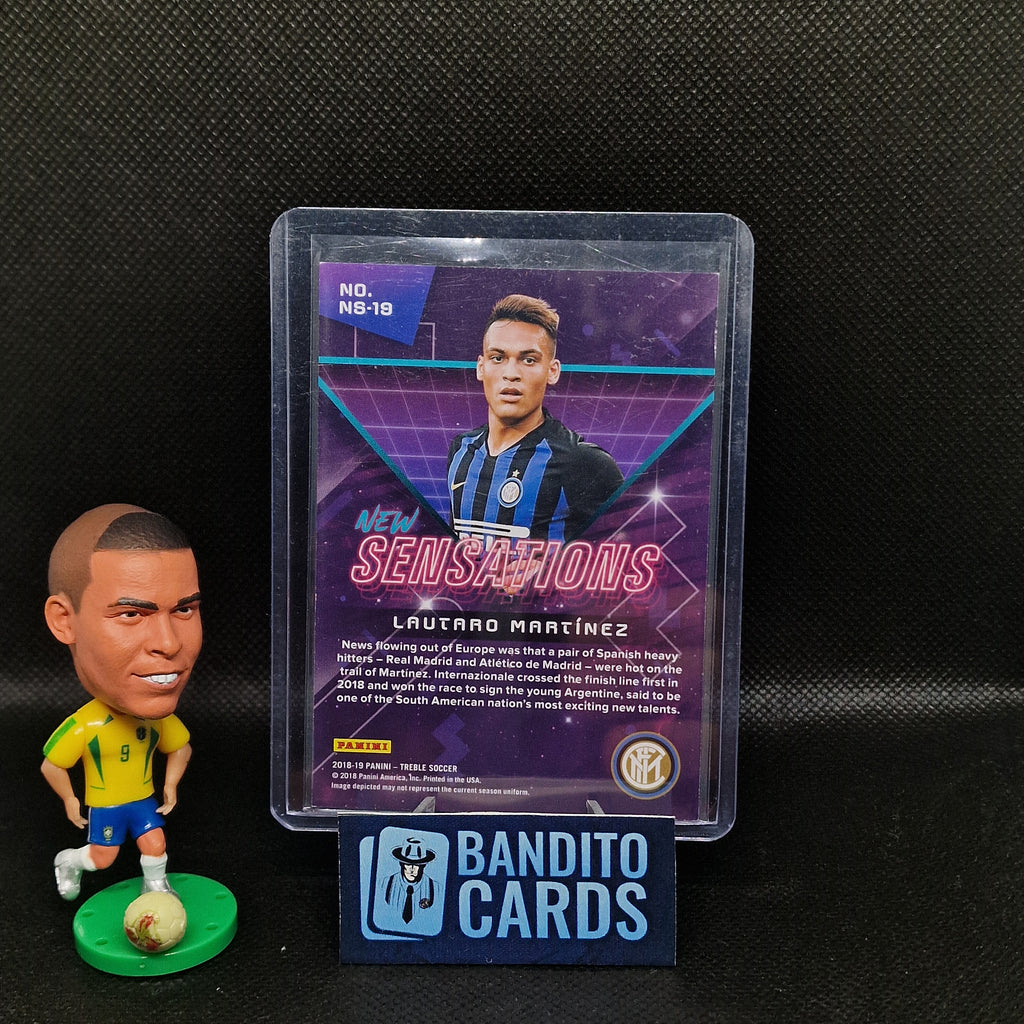 NO.
NS-19
NEW
SENSATIONS
LAUTARO MARTÍNEZ
News flowing out of Europe was that a pair of Spanish heavy
hitters – Real Madrid and Atlético de Madrid – were hot on the
trail of Martínez. Internazionale crossed the finish line first in
2018 and won the race to sign the young Argentine, said to be
one of the South American nation's most exciting new talents.
PANINI
2018-19 PANINI – TREBLE SOCCER
© 2018 Panini America, Inc. Printed in the USA.
Image depicted may not represent the current season uniform.
9
BANDITO
CARDS